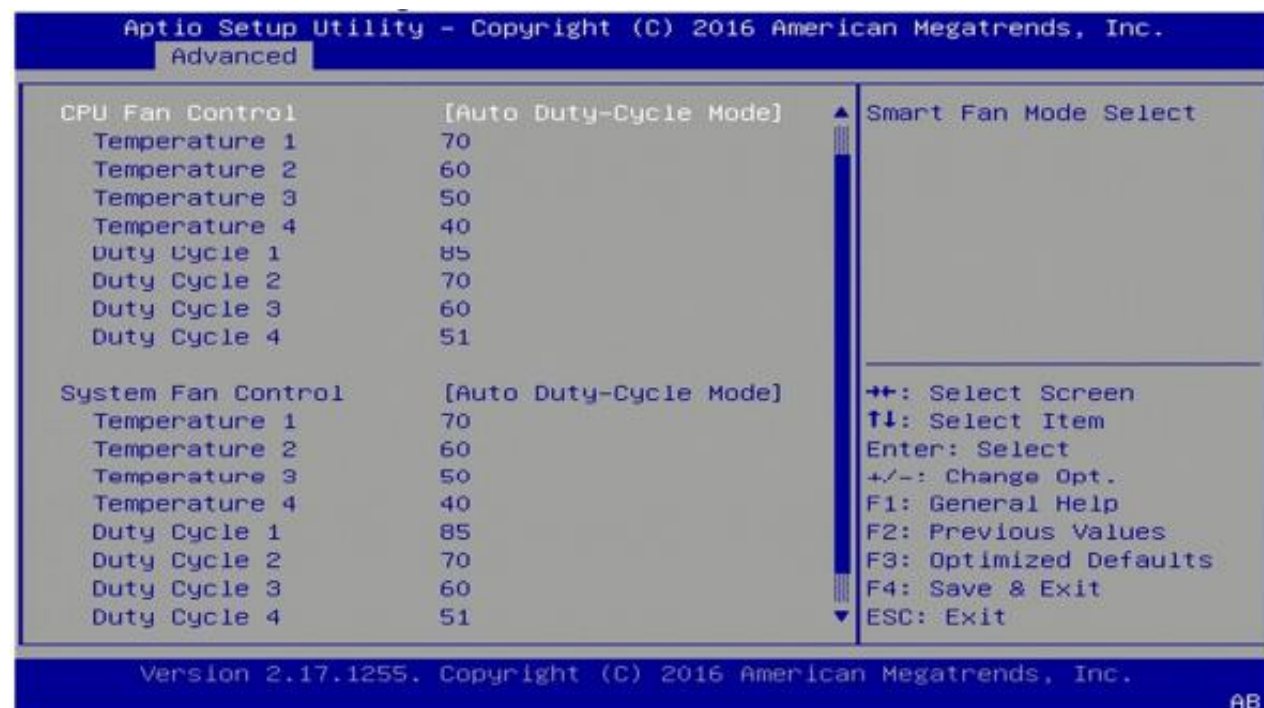 Aptio Setup Utility – Copyright (C) 2016 American Megatrends, Inc.
Advanced
CPU Fan Control [Auto Duty-Cycle Mode]
Temperature 1 70
Temperature 2 60
Temperature 3 50
Temperature 4 40
Duty Cycle 1 85
Duty Cycle 2 70
Duty Cycle 3 60
Duty Cycle 4 51
System Fan Control [Auto Duty-Cycle Mode]
Temperature 1 70
Temperature 2 60
Temperature 3 50
Temperature 4 40
Duty Cycle 1 85
Duty Cycle 2 70
Duty Cycle 3 60
Duty Cycle 4 51
Smart Fan Mode Select
→←: Select Screen
↑↓: Select Item
Enter: Select
+/-: Change Opt.
F1: General Help
F2: Previous Values
F3: Optimized Defaults
F4: Save & Exit
ESC: Exit
Version 2.17.1255. Copyright (C) 2016 American Megatrends, Inc.
AB